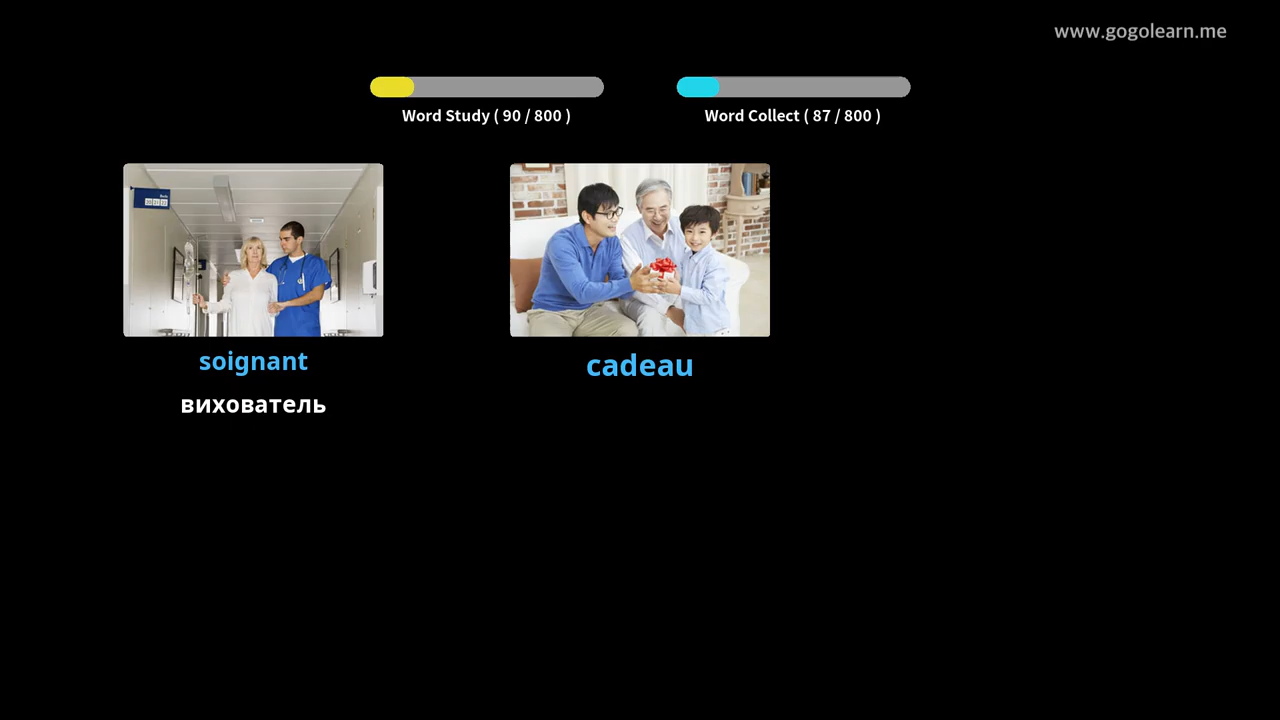 www.gogolearn.me
Word Study ( 90 / 800 )
Word Collect ( 87 / 800 )
soignant
вихователь
cadeau